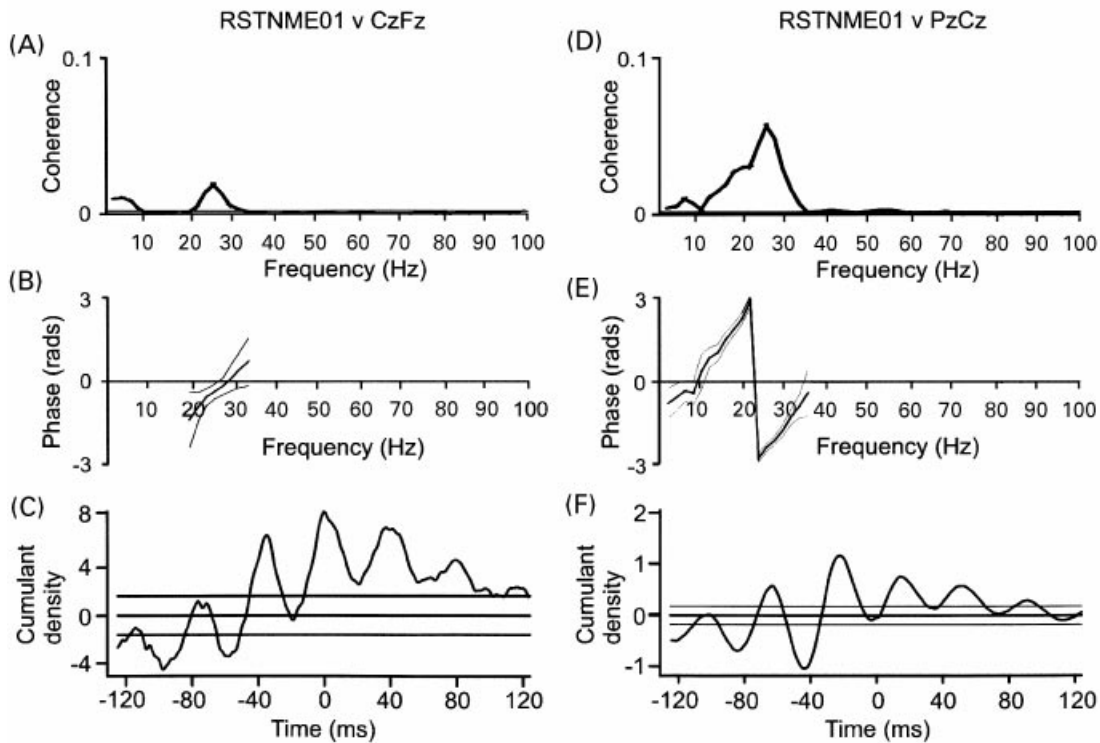 RSTNME01 v CzFz
(A)
0.1
Coherence
0
10 20 30 40 50 60 70 80 90 100
Frequency (Hz)
(B)
3
Phase (rads)
0
10 20 30 40 50 60 70 80 90 100
Frequency (Hz)
-3
(C)
8
4
Cumulant
density
0
-4
-120 -80 -40 0 40 80 120
Time (ms)
RSTNME01 v PzCz
(D)
0.1
Coherence
0
10 20 30 40 50 60 70 80 90 100
Frequency (Hz)
(E)
3
Phase (rads)
0
10 20 30 40 50 60 70 80 90 100
Frequency (Hz)
-3
(F)
2
1
Cumulant
density
0
-1
-120 -80 -40 0 40 80 120
Time (ms)